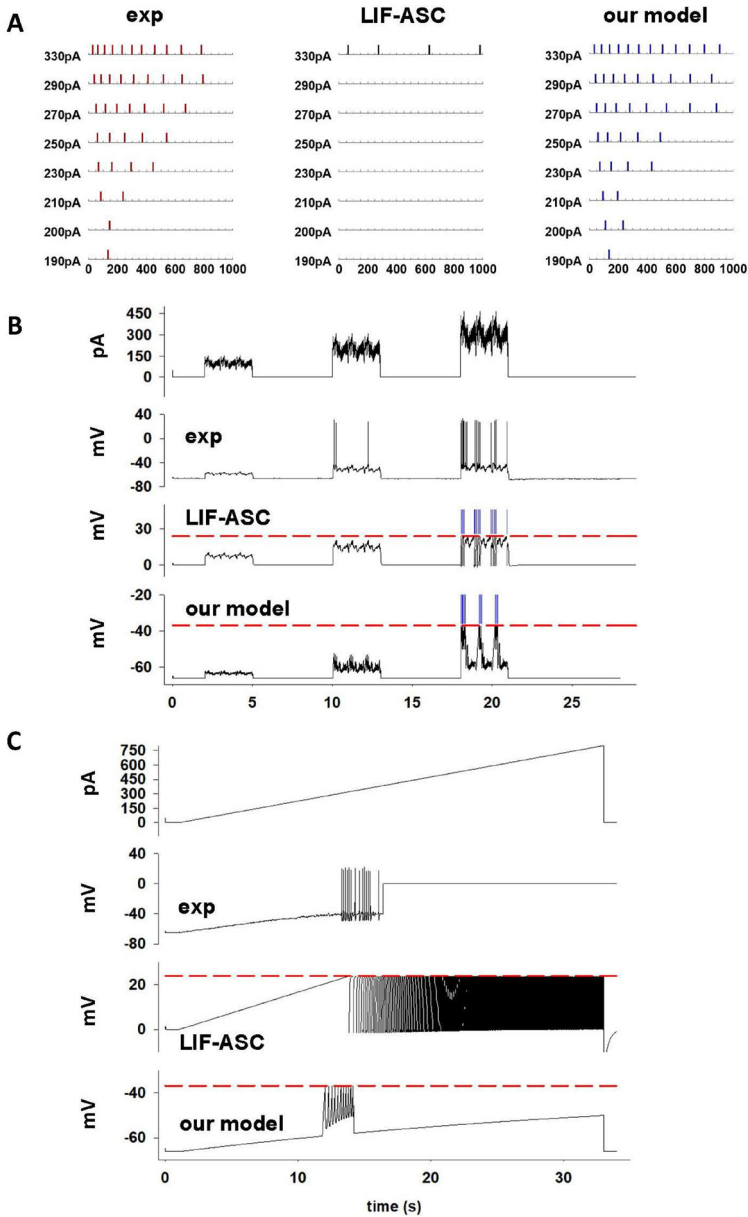 A
exp
LIF-ASC
our model
330pA
290pA
270pA
250pA
230pA
210pA
200pA
190pA
0 200 400 600 800 1000
330pA
290pA
270pA
250pA
230pA
210pA
200pA
190pA
0 200 400 600 800 1000
330pA
290pA
270pA
250pA
230pA
210pA
200pA
190pA
0 200 400 600 800 1000
B
pA
450
300
150
0
mV
40
0
-40
-80
exp
mV
30
0
LIF-ASC
mV
-20
-40
-60
our model
0 5 10 15 20 25
C
pA
750
600
450
300
150
0
mV
40
0
-40
-80
exp
mV
20
0
LIF-ASC
mV
-40
-60
our model
0 10 20 30
time (s)